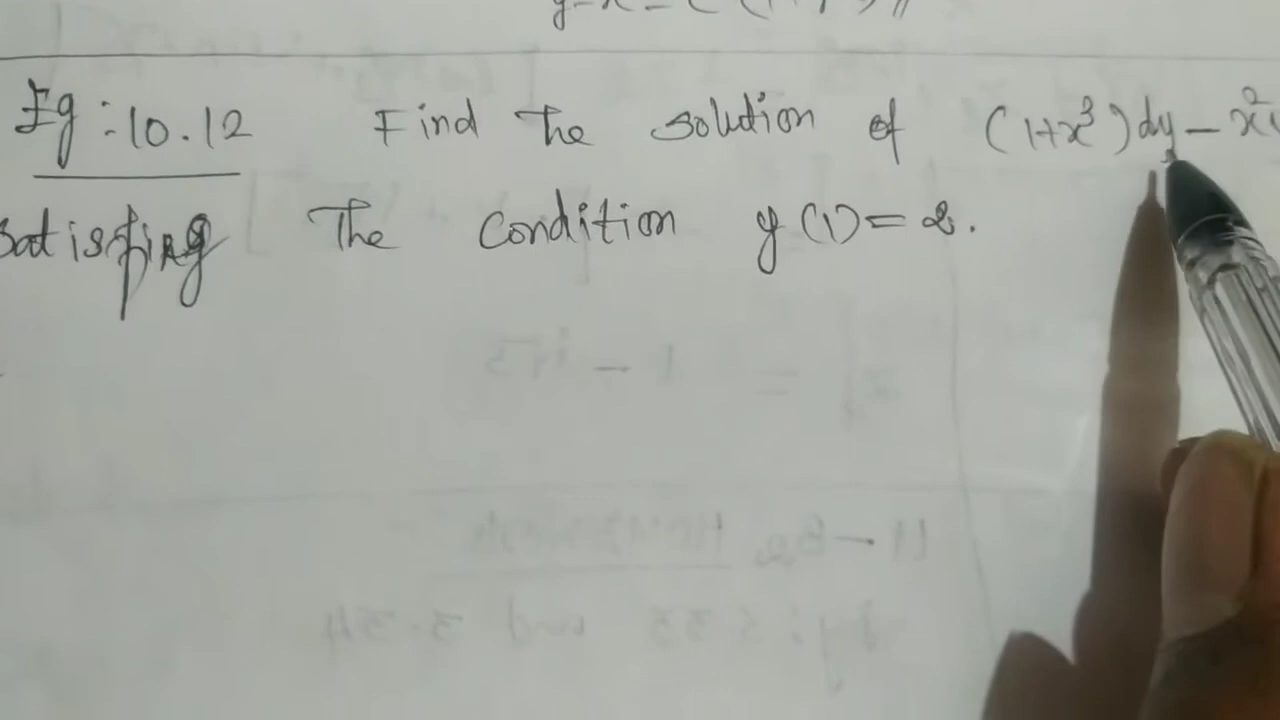 Eg : 10.12 Find the solution of (1+x³)dy - x²
satisfying the condition y(1) = 2.